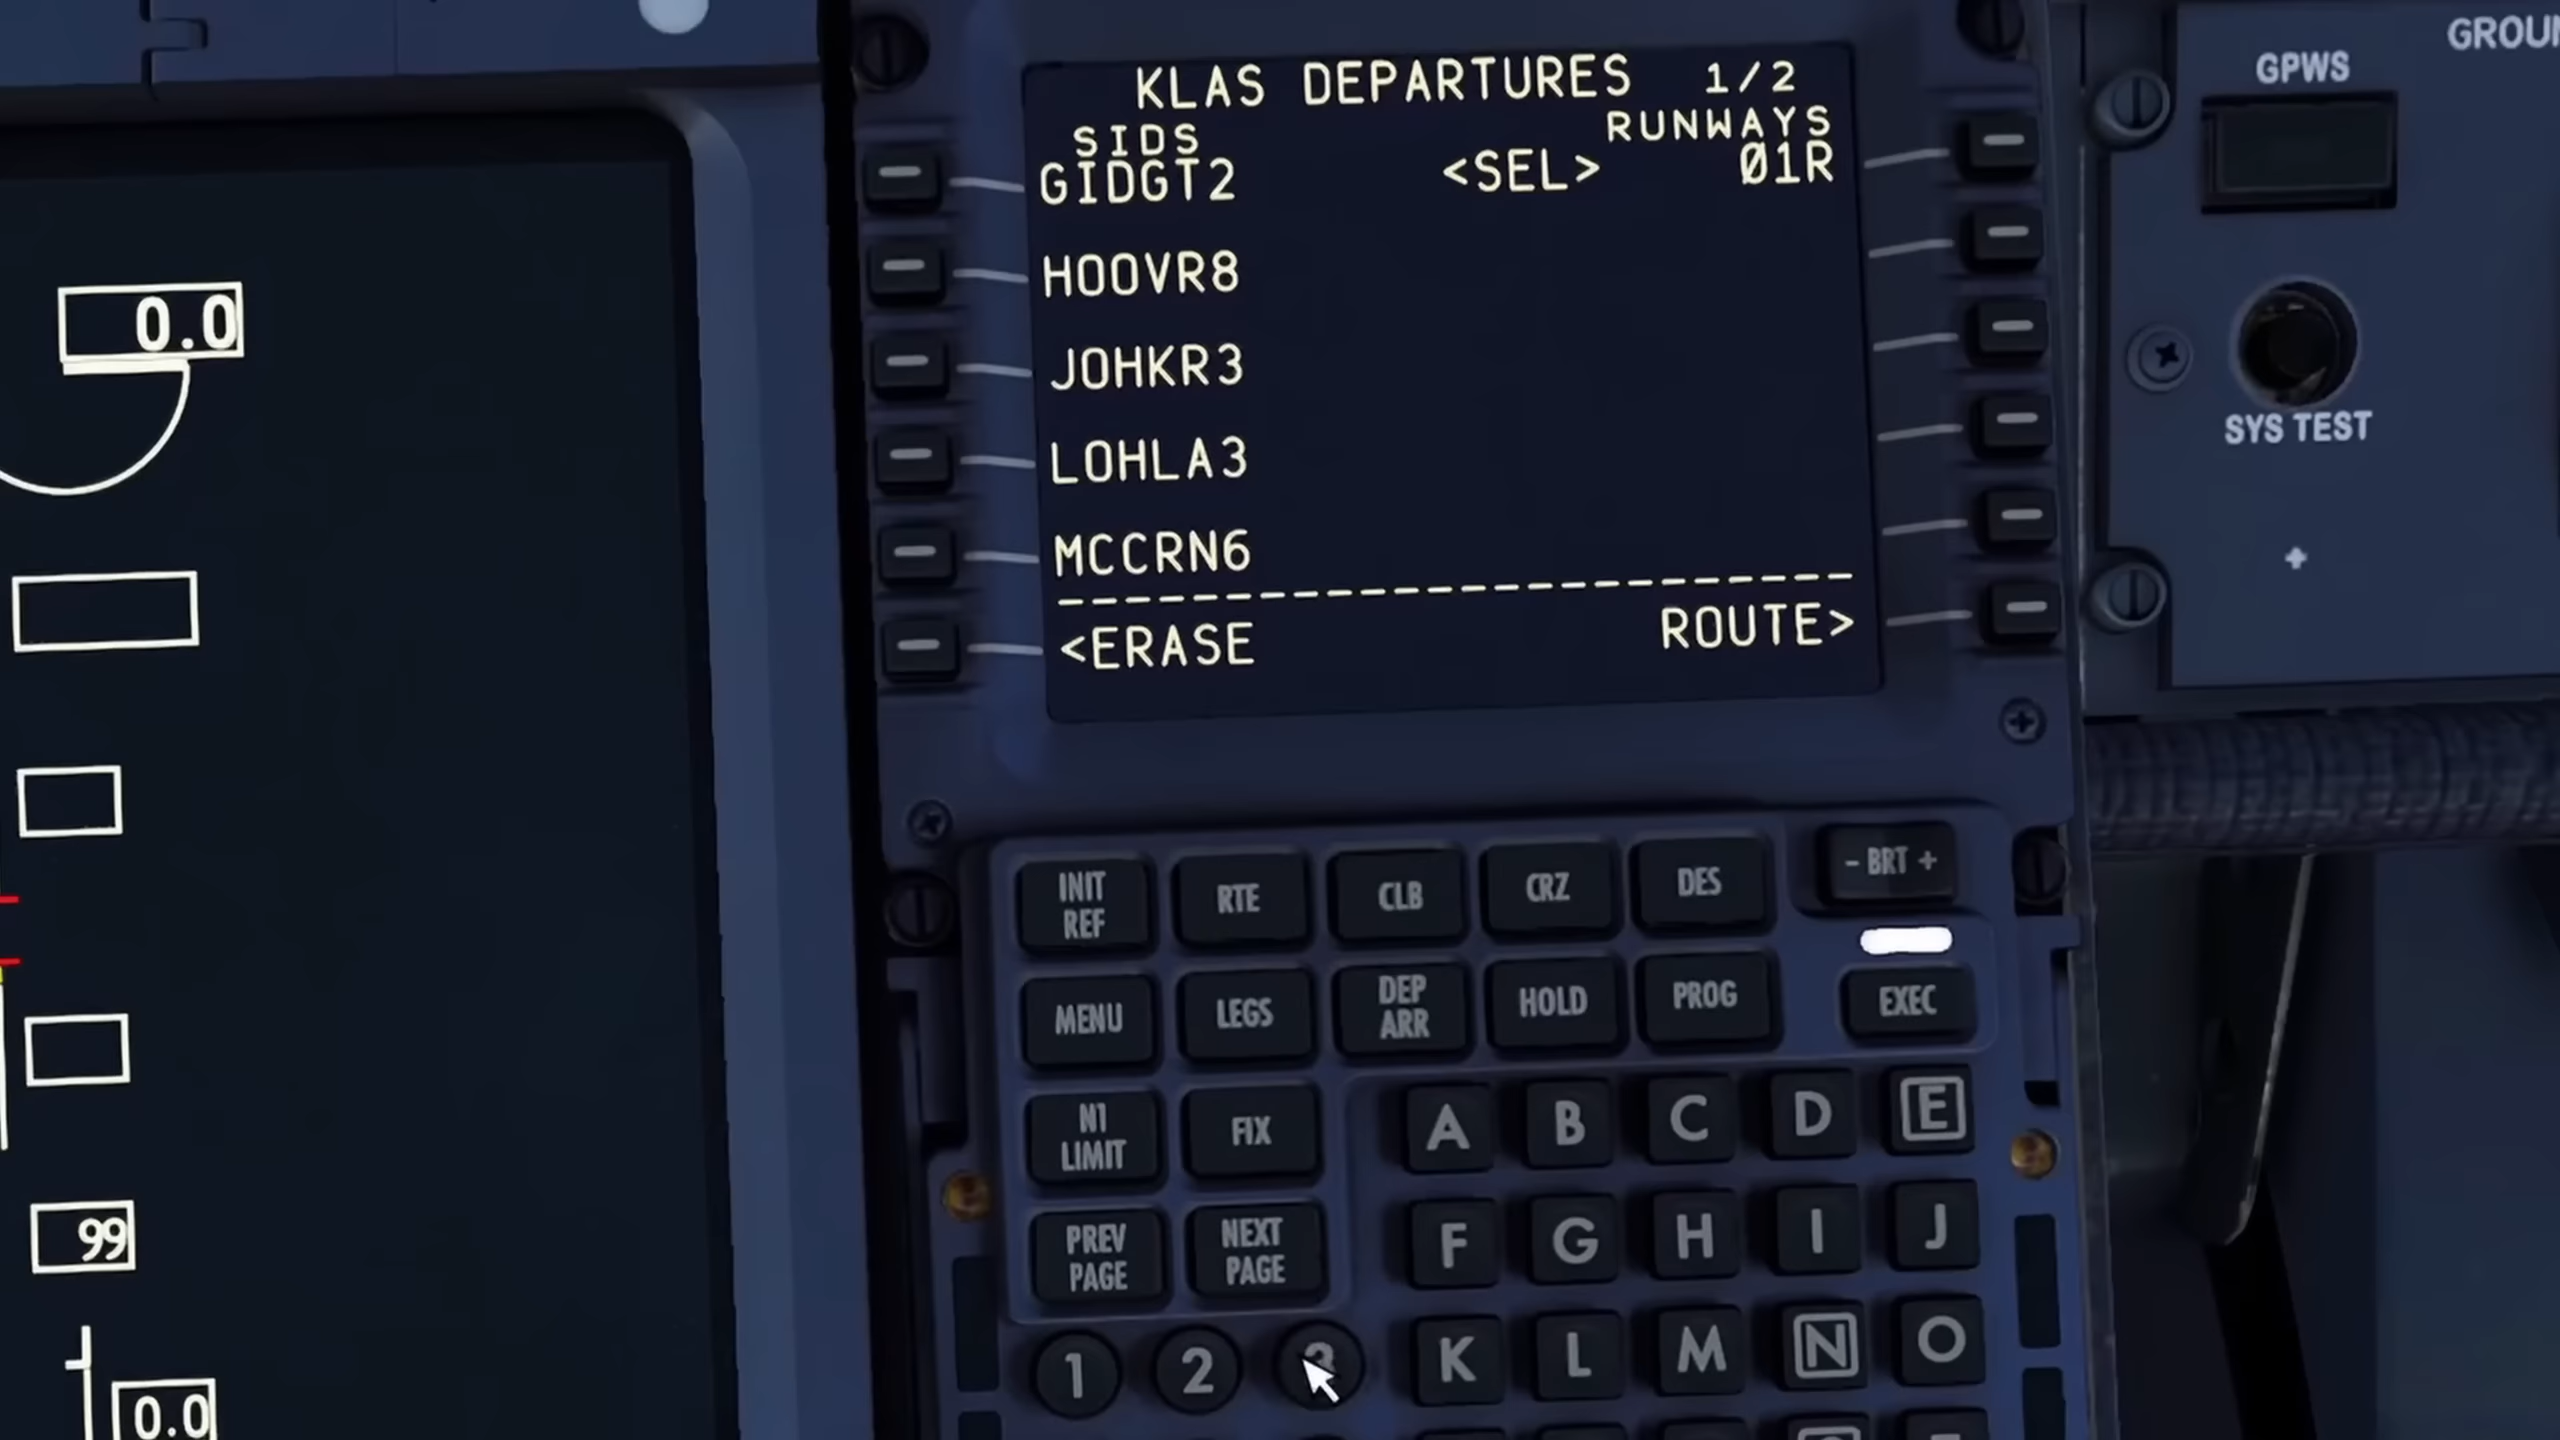 KLAS DEPARTURES 1/2
SIDS RUNWAYS
GIDGT2 <SEL> 01R
HOOVR8
JOHKR3
LOHLA3
MCCRN6
------------------------
<ERASE ROUTE>
GPWS
SYS TEST
0.0
99
0.0
INIT REF
RTE
CLB
CRZ
DES
- BRT +
MENU
LEGS
DEP ARR
HOLD
PROG
EXEC
N1 LIMIT
FIX
A B C D E
PREV PAGE
NEXT PAGE
F G H I J
1 2 3
K L M N O